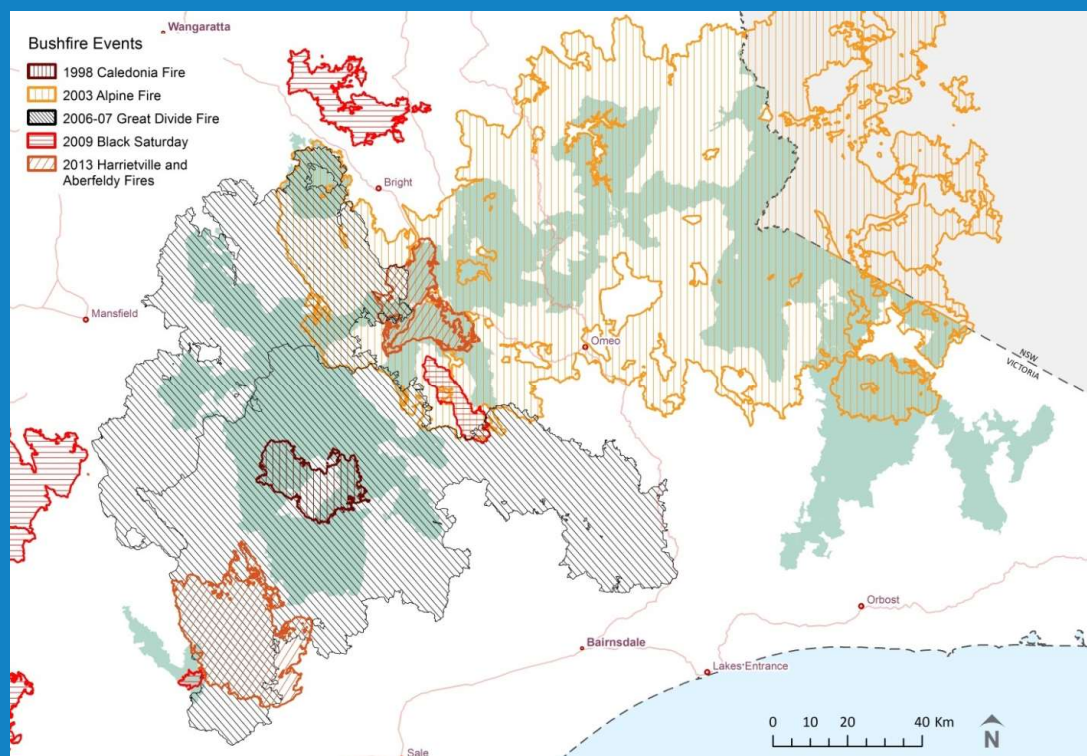 Wangaratta
Bushfire Events
1998 Caledonia Fire
2003 Alpine Fire
2006-07 Great Divide Fire
2009 Black Saturday
2013 Harrietville and
Aberfeldy Fires
Bright
Mansfield
Omeo
NSW
VICTORIA
Orbost
Bairnsdale
Lakes Entrance
Sale
0 10 20 40 Km
N